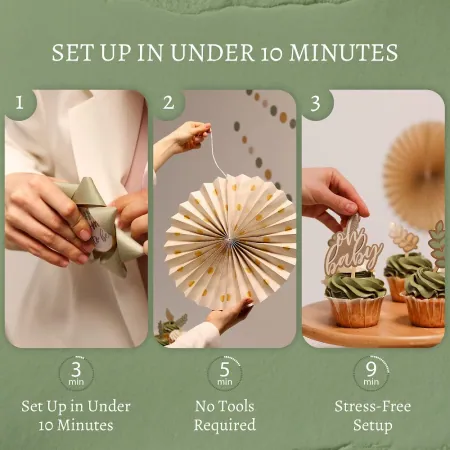 SET UP IN UNDER 10 MINUTES
1
2
3
oh
baby
3
min
5
min
9
min
Set Up in Under
10 Minutes
No Tools
Required
Stress-Free
Setup